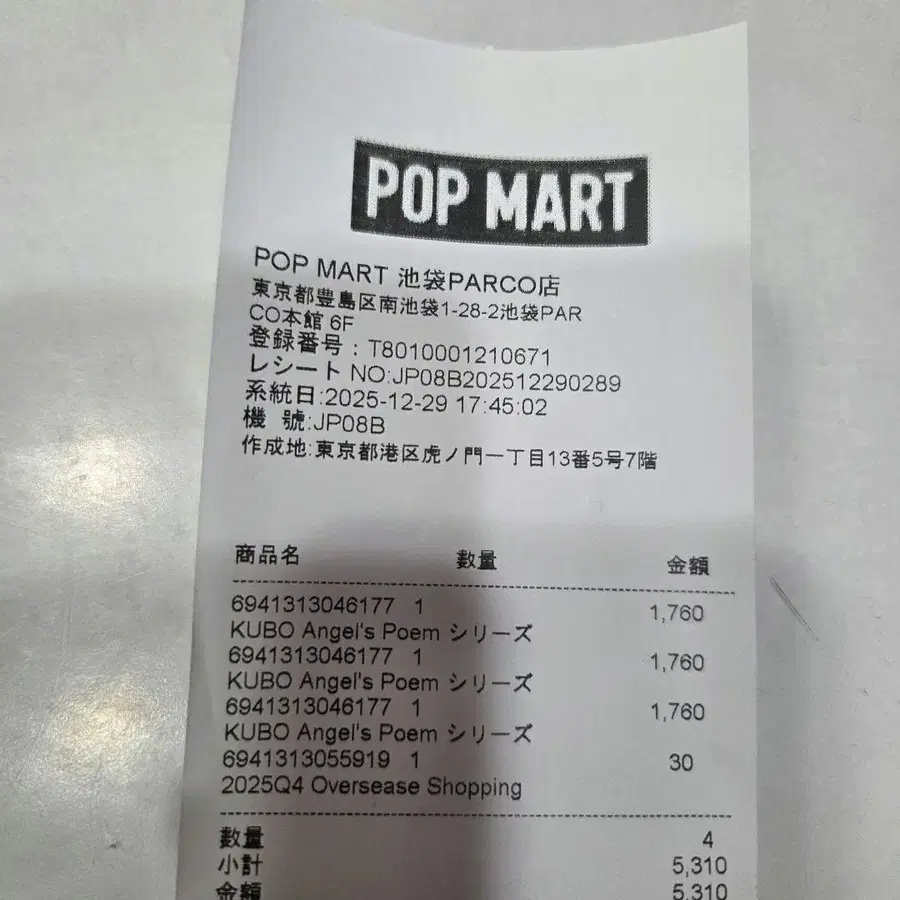 POP MART
POP MART 池袋PARCO店
東京都豊島区南池袋1-28-2池袋PAR
CO本館 6F
登録番号：T8010001210671
レシート NO:JP08B202512290289
系統日:2025-12-29 17:45:02
機 號:JP08B
作成地:東京都港区虎ノ門一丁目13番5号7階
商品名 数量 金額
6941313046177 1 1,760
KUBO Angel's Poem シリーズ
6941313046177 1 1,760
KUBO Angel's Poem シリーズ
6941313046177 1 1,760
KUBO Angel's Poem シリーズ
6941313055919 1 30
2025Q4 Oversease Shopping
数量 4
小計 5,310
金額 5,310